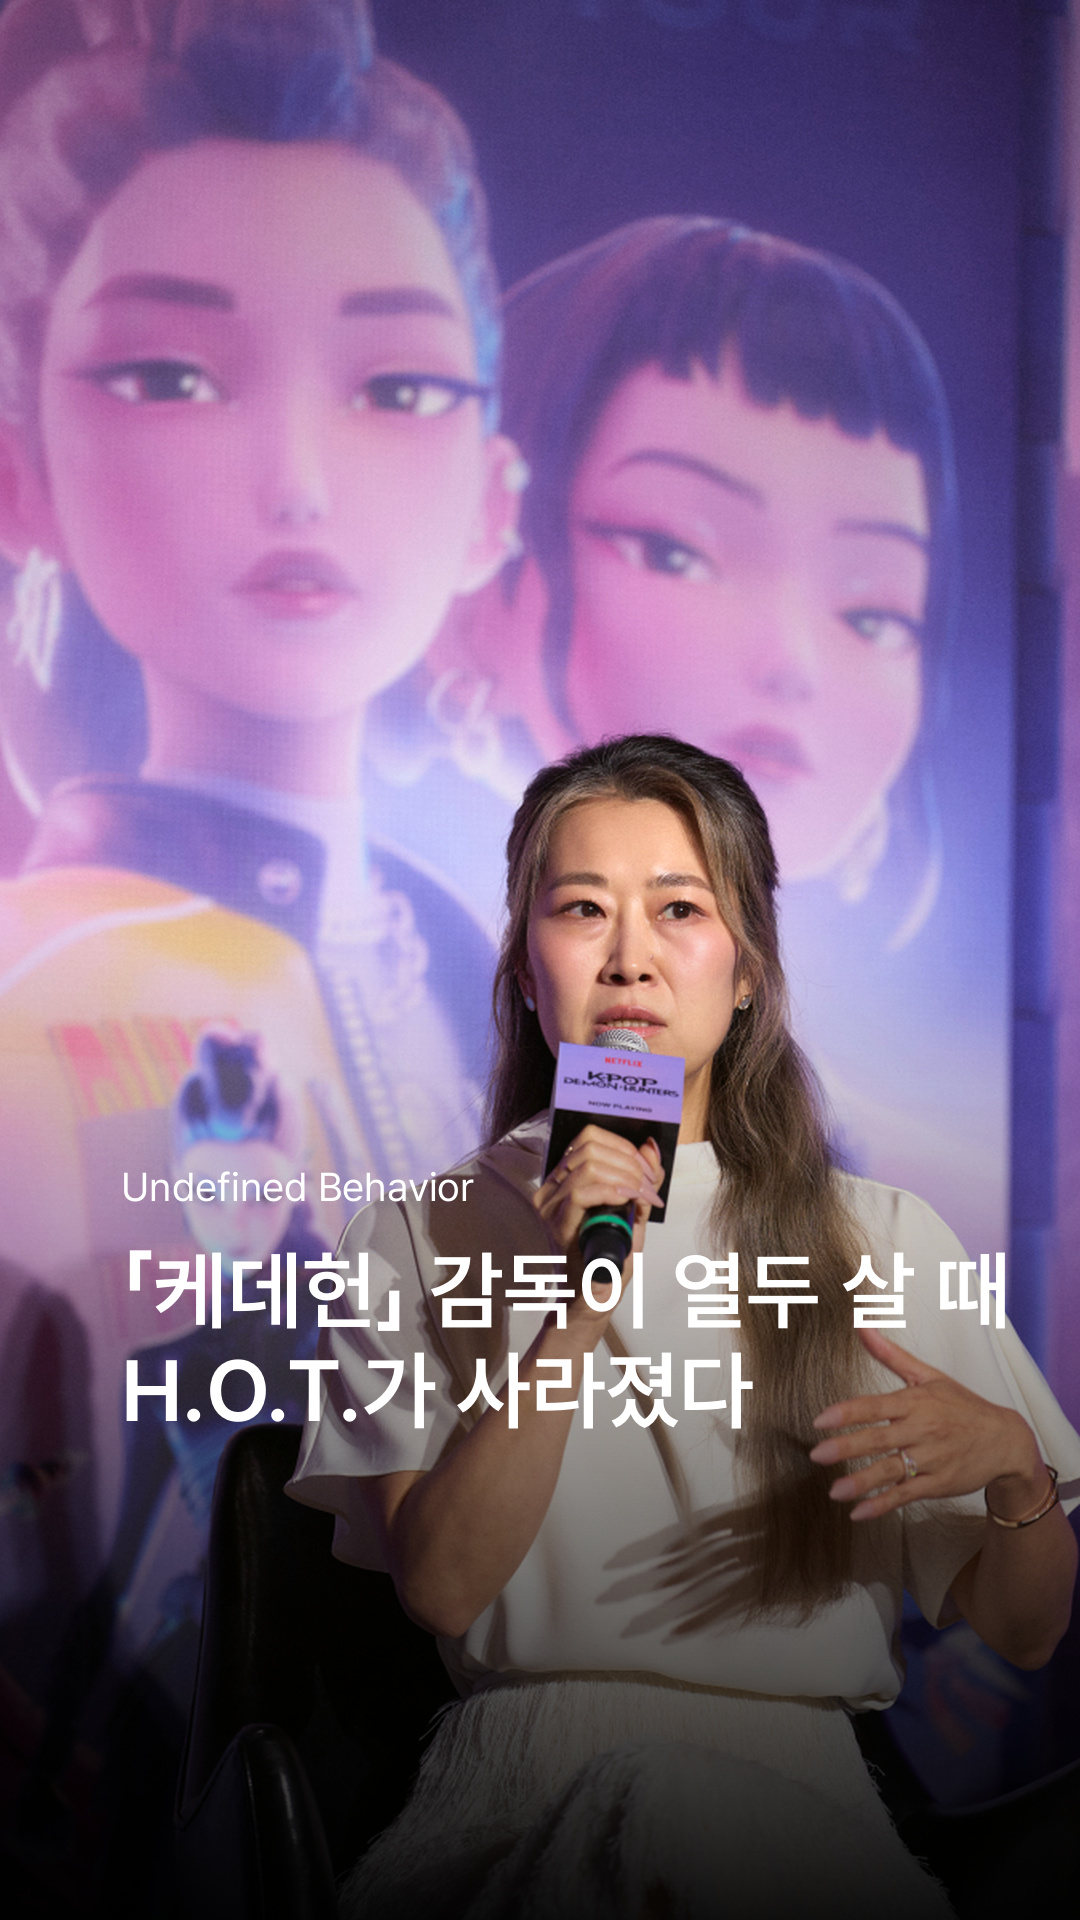 NETFLIX
KPOP
DEMON HUNTERS
NOW PLAYING
Undefined Behavior
「케데헌」 감독이 열두 살 때
H.O.T.가 사라졌다